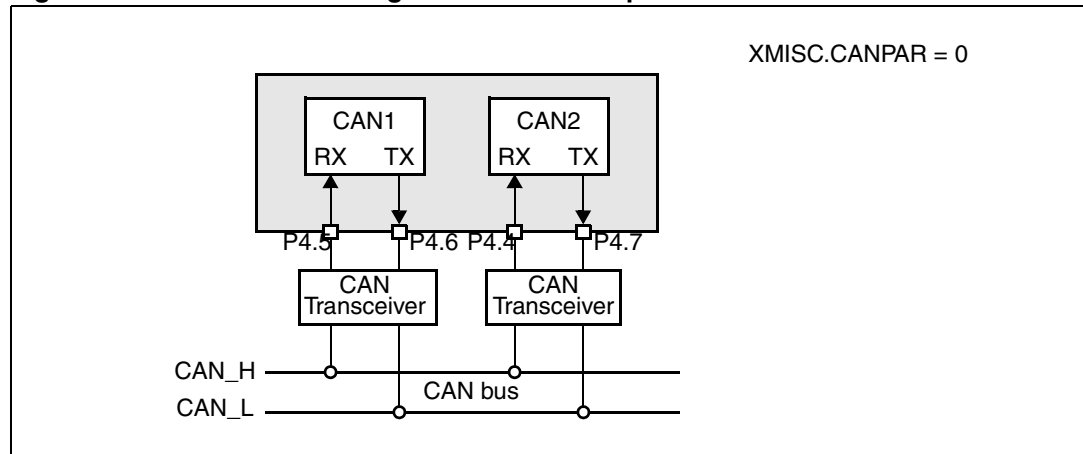 XMISC.CANPAR = 0
CAN1 CAN2
RX TX RX TX
P4.5 P4.6 P4.4 P4.7
CAN Transceiver
CAN Transceiver
CAN_H
CAN bus
CAN_L